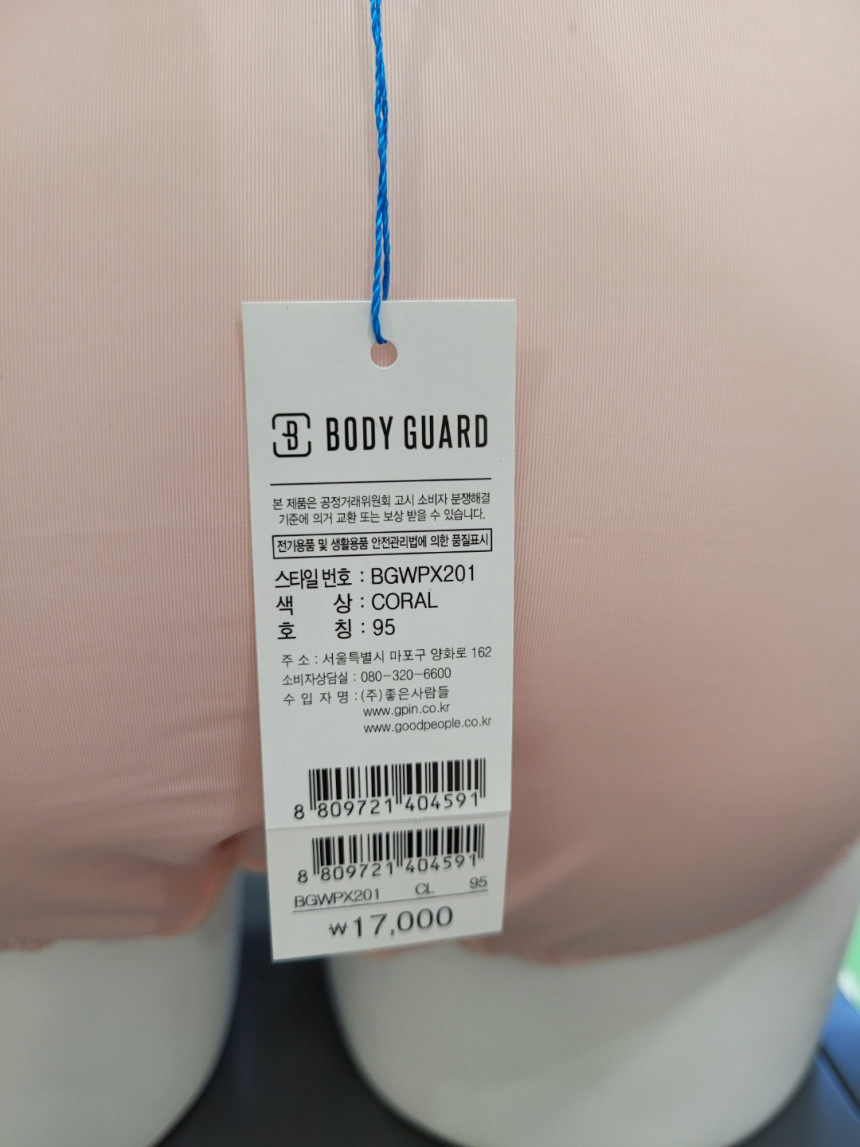 B BODY GUARD
본 제품은 공정거래위원회 고시 소비자 분쟁해결
기준에 의거 교환 또는 보상 받을 수 있습니다.
전기용품 및 생활용품 안전관리법에 의한 품질표시
스타일 번호 : BGWPX201
색 상 : CORAL
호 칭 : 95
주 소 : 서울특별시 마포구 양화로 162
소비자상담실 : 080-320-6600
수 입 자 명 : (주)좋은사람들
www.gpin.co.kr
www.goodpeople.co.kr
8 809721 404591
8 809721 404591
BGWPX201 CL 95
₩17,000